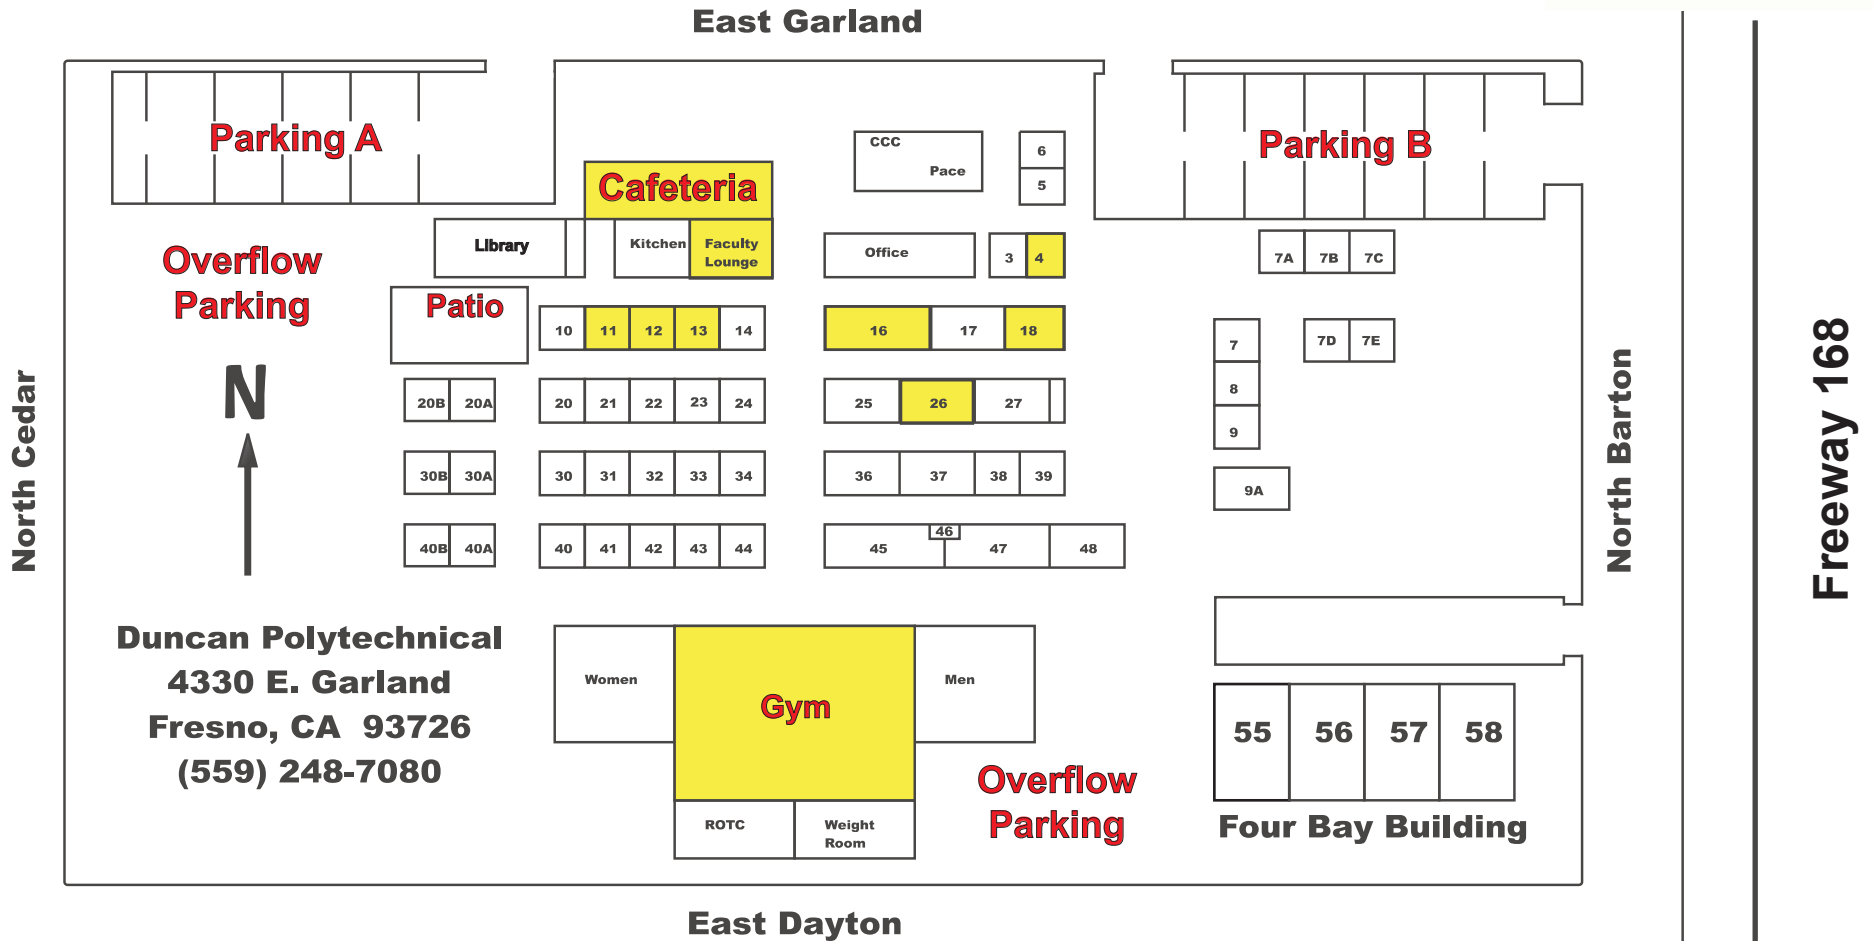 East Garland
Parking A
Parking B
CCC
Pace
6
5
Cafeteria
Library
Kitchen
Faculty
Lounge
Office
3
4
7A
7B
7C
Overflow
Parking
Patio
10
11
12
13
14
16
17
18
7
7D
7E
8
9
9A
N
20B
20A
20
21
22
23
24
25
26
27
30B
30A
30
31
32
33
34
36
37
38
39
40B
40A
40
41
42
43
44
45
46
47
48
North Cedar
North Barton
Freeway 168
Duncan Polytechnical
4330 E. Garland
Fresno, CA 93726
(559) 248-7080
Women
Gym
Men
ROTC
Weight
Room
Overflow
Parking
55
56
57
58
Four Bay Building
East Dayton